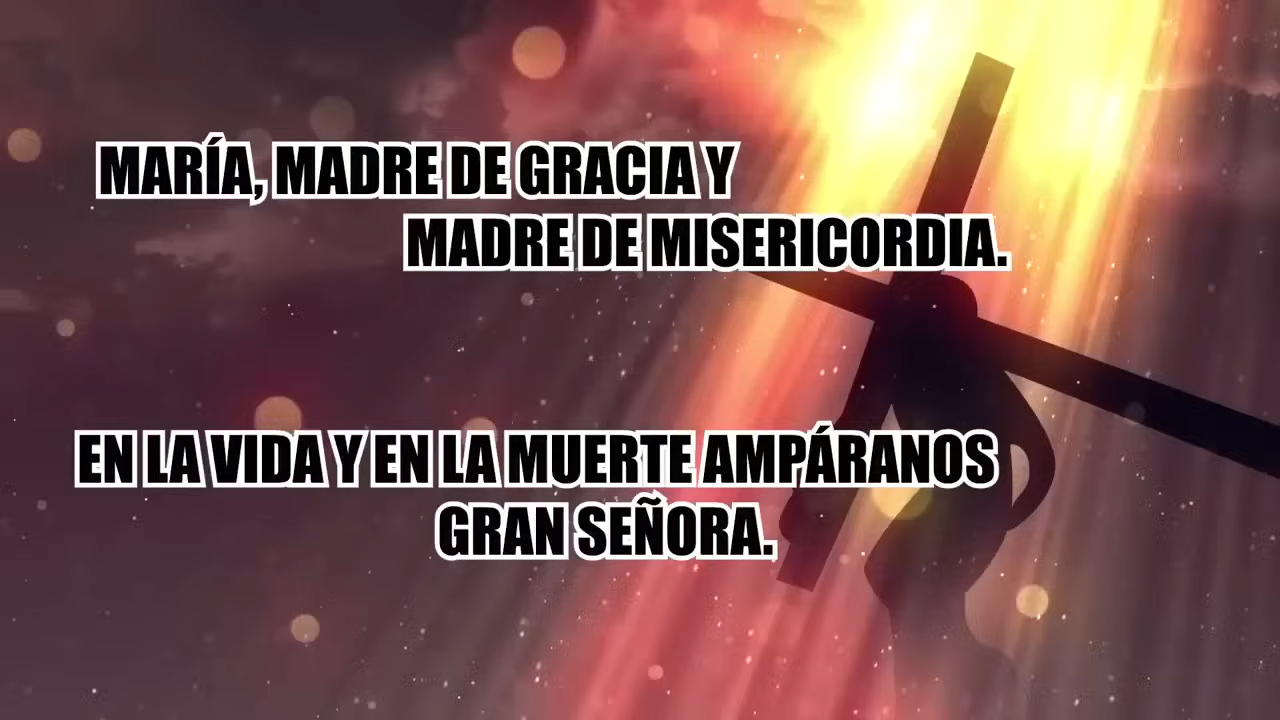 MARÍA, MADRE DE GRACIA Y
MADRE DE MISERICORDIA.
EN LA VIDA Y EN LA MUERTE AMPÁRANOS
GRAN SEÑORA.